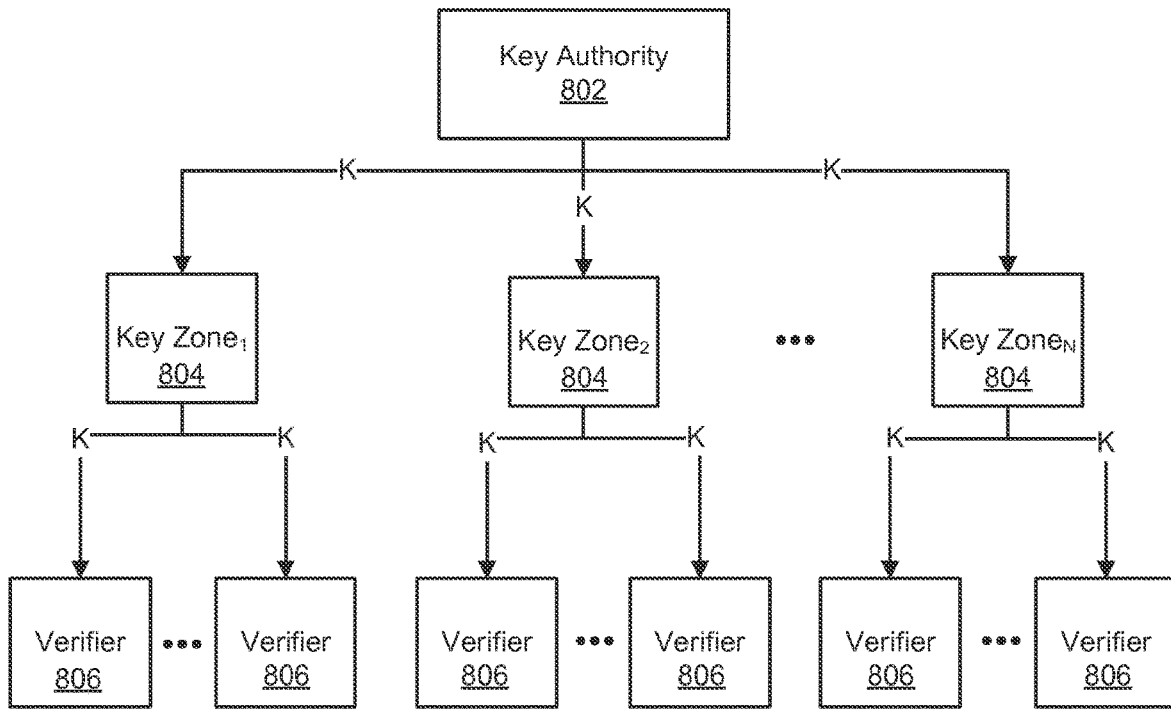 Key Authority
802
K K
K
Key Zone₁
804
Key Zone₂
804
Key Zone_N
804
K K K K K K
Verifier
806
Verifier
806
Verifier
806
Verifier
806
Verifier
806
Verifier
806